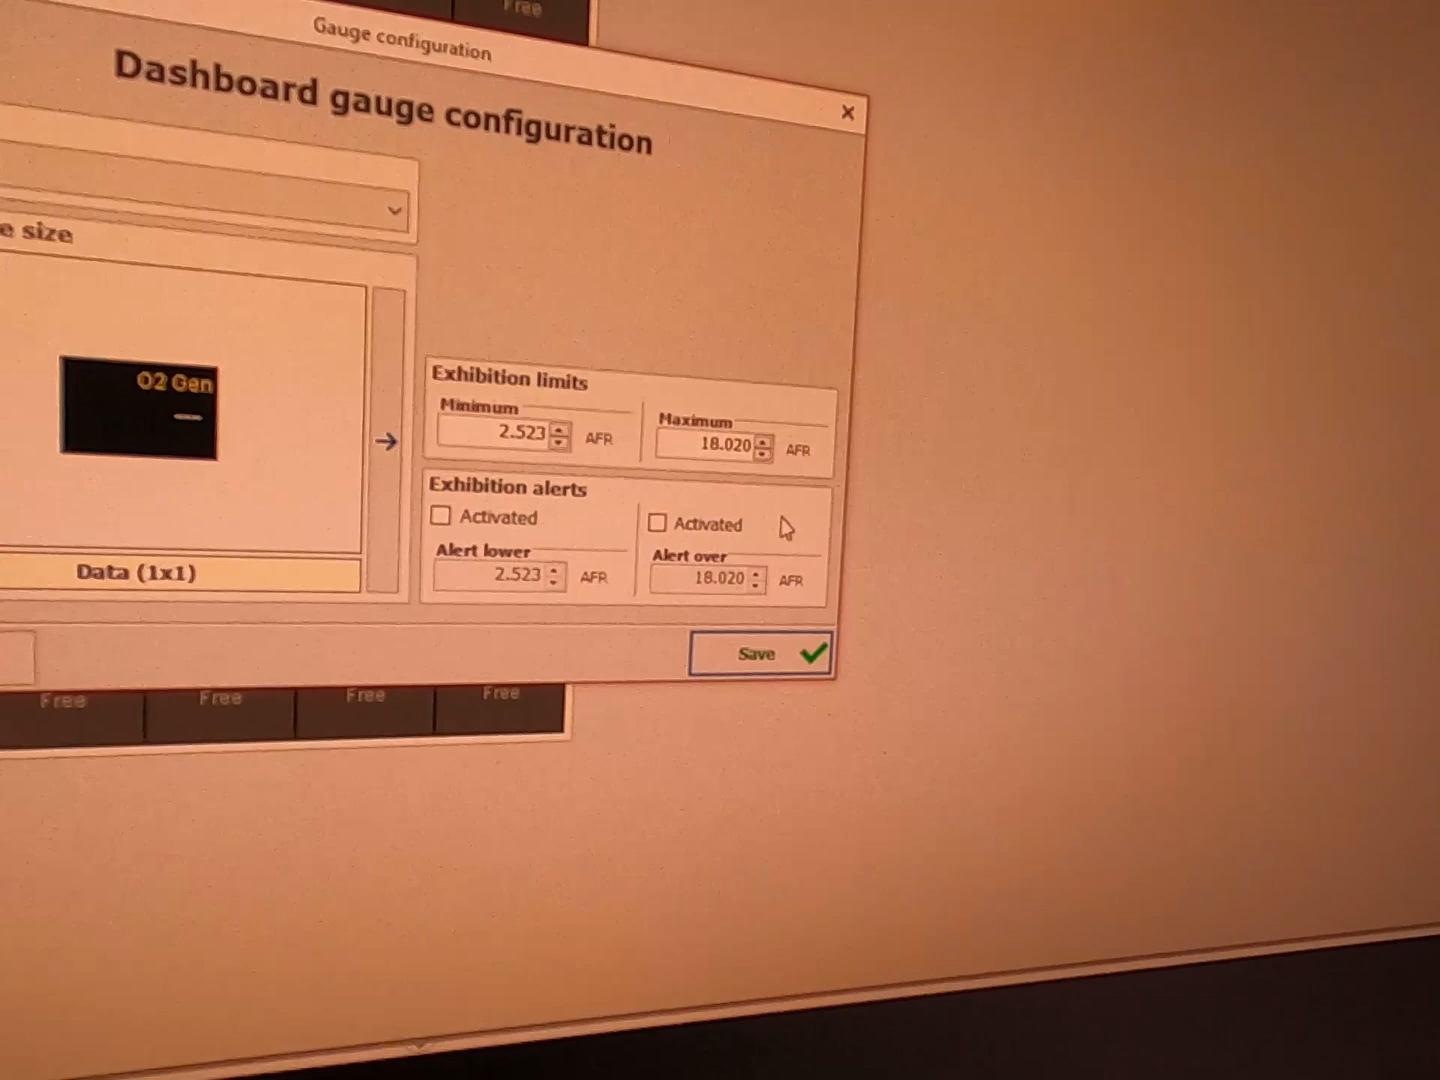 Free
Gauge configuration
Dashboard gauge configuration
e size
O2 Gen
Data (1x1)
Exhibition limits
Minimum
2.523 AFR
Maximum
18.020 AFR
Exhibition alerts
Activated
Activated
Alert lower
2.523 AFR
Alert over
18.020 AFR
Save
Free Free Free Free